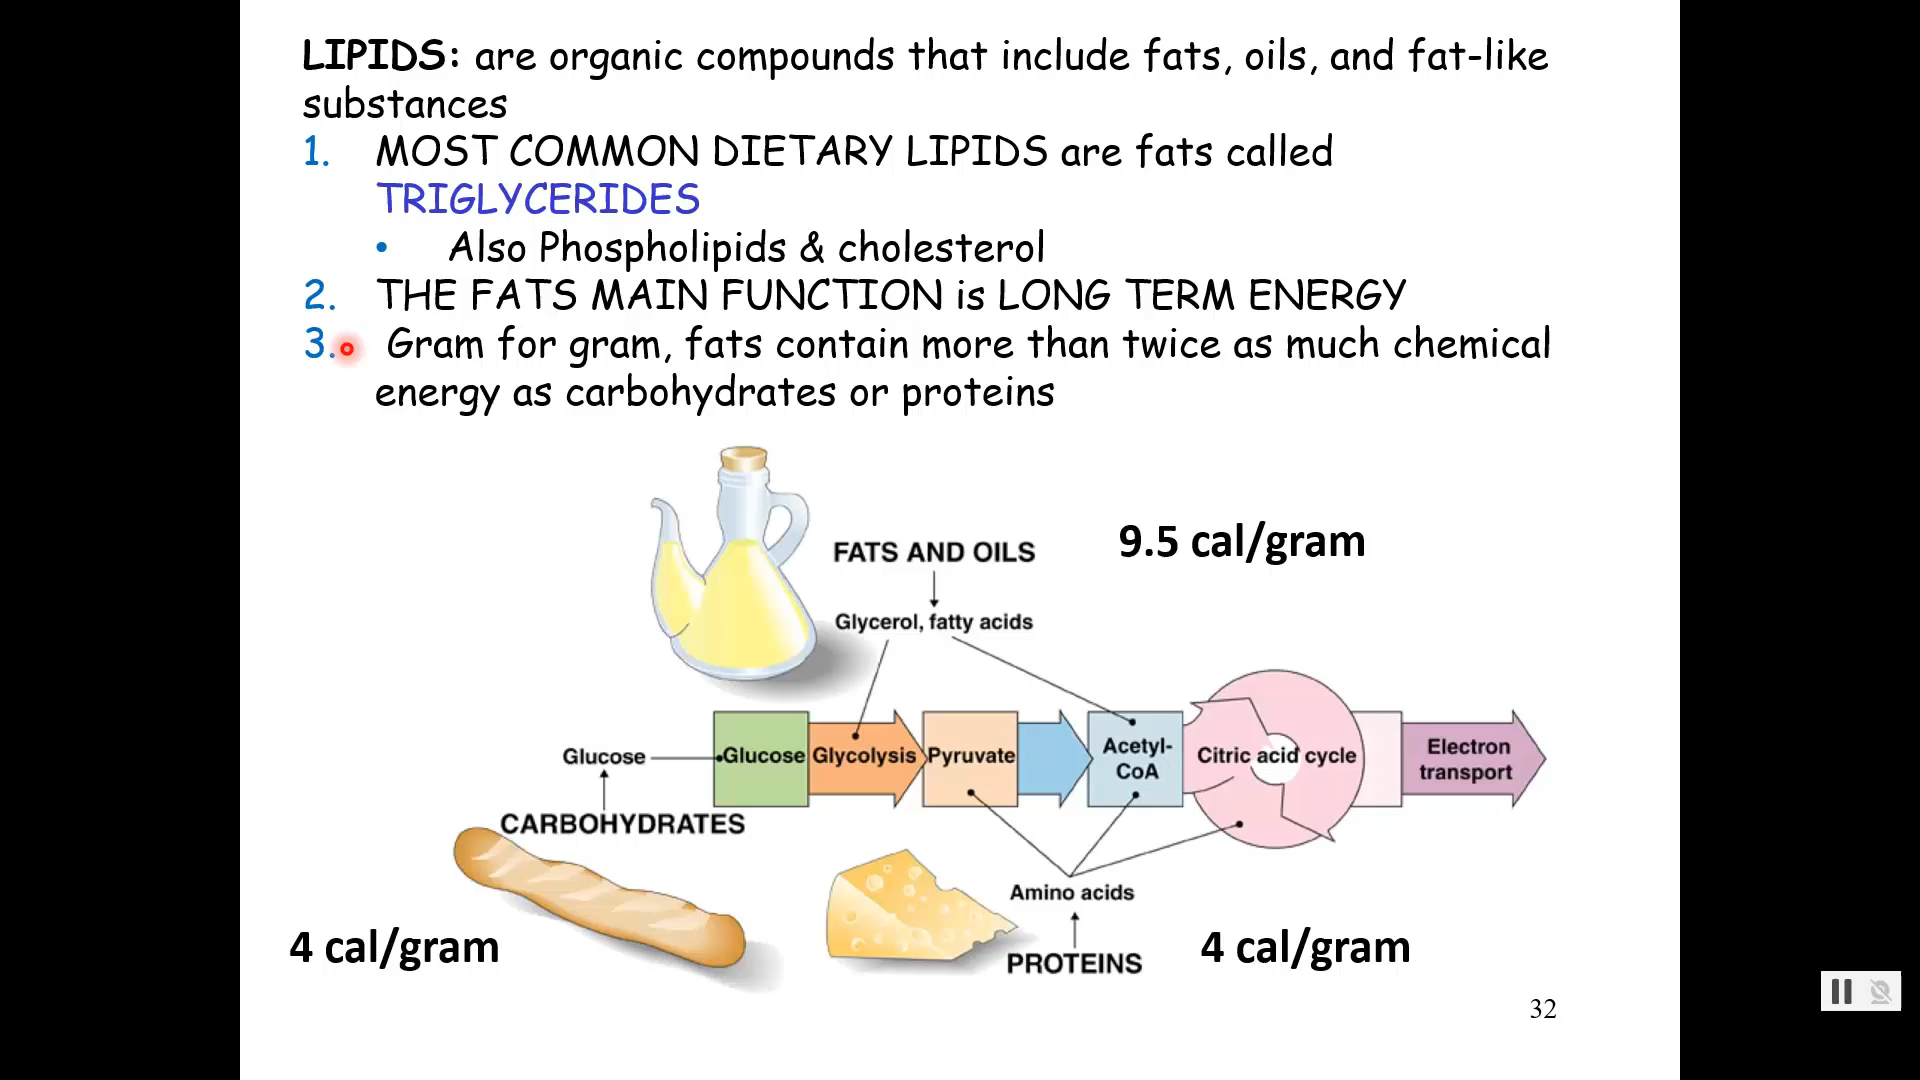 LIPIDS: are organic compounds that include fats, oils, and fat-like
substances
1. MOST COMMON DIETARY LIPIDS are fats called
TRIGLYCERIDES
• Also Phospholipids & cholesterol
2. THE FATS MAIN FUNCTION is LONG TERM ENERGY
3. Gram for gram, fats contain more than twice as much chemical
energy as carbohydrates or proteins
9.5 cal/gram
FATS AND OILS
Glycerol, fatty acids
Glucose
Glucose
Glycolysis
Pyruvate
Acetyl-
CoA
Citric acid cycle
Electron
transport
CARBOHYDRATES
Amino acids
4 cal/gram
PROTEINS
4 cal/gram
32